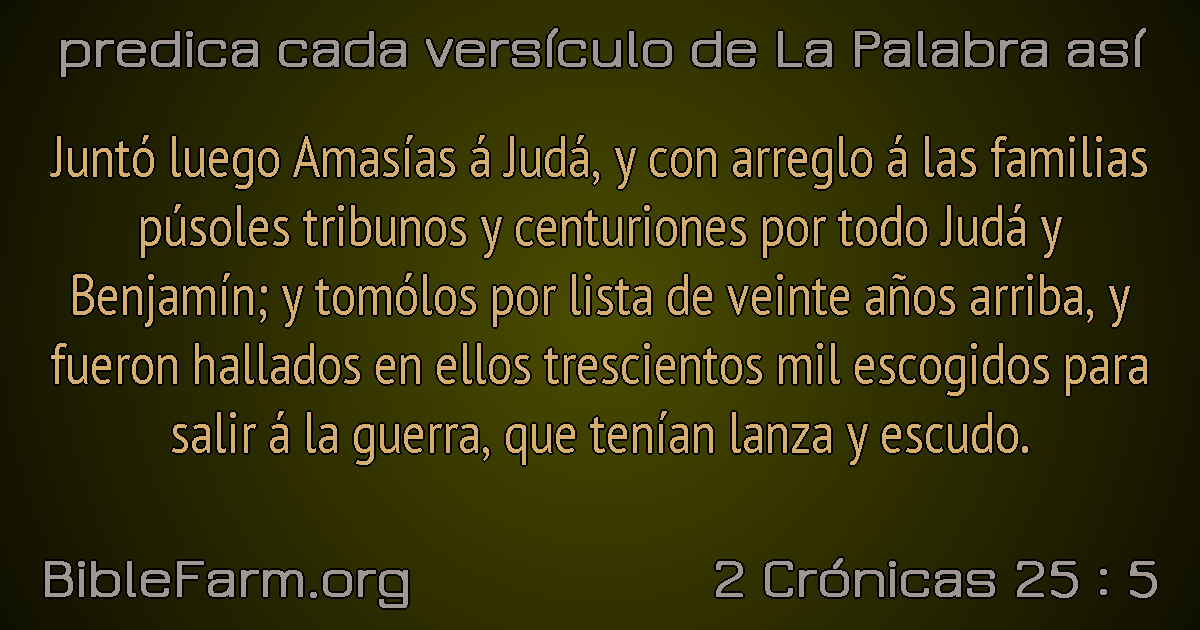 predica cada versículo de La Palabra así
Juntó luego Amasías á Judá, y con arreglo á las familias
púsoles tribunos y centuriones por todo Judá y
Benjamín; y tomólos por lista de veinte años arriba, y
fueron hallados en ellos trescientos mil escogidos para
salir á la guerra, que tenían lanza y escudo.
BibleFarm.org
2 Crónicas 25 : 5